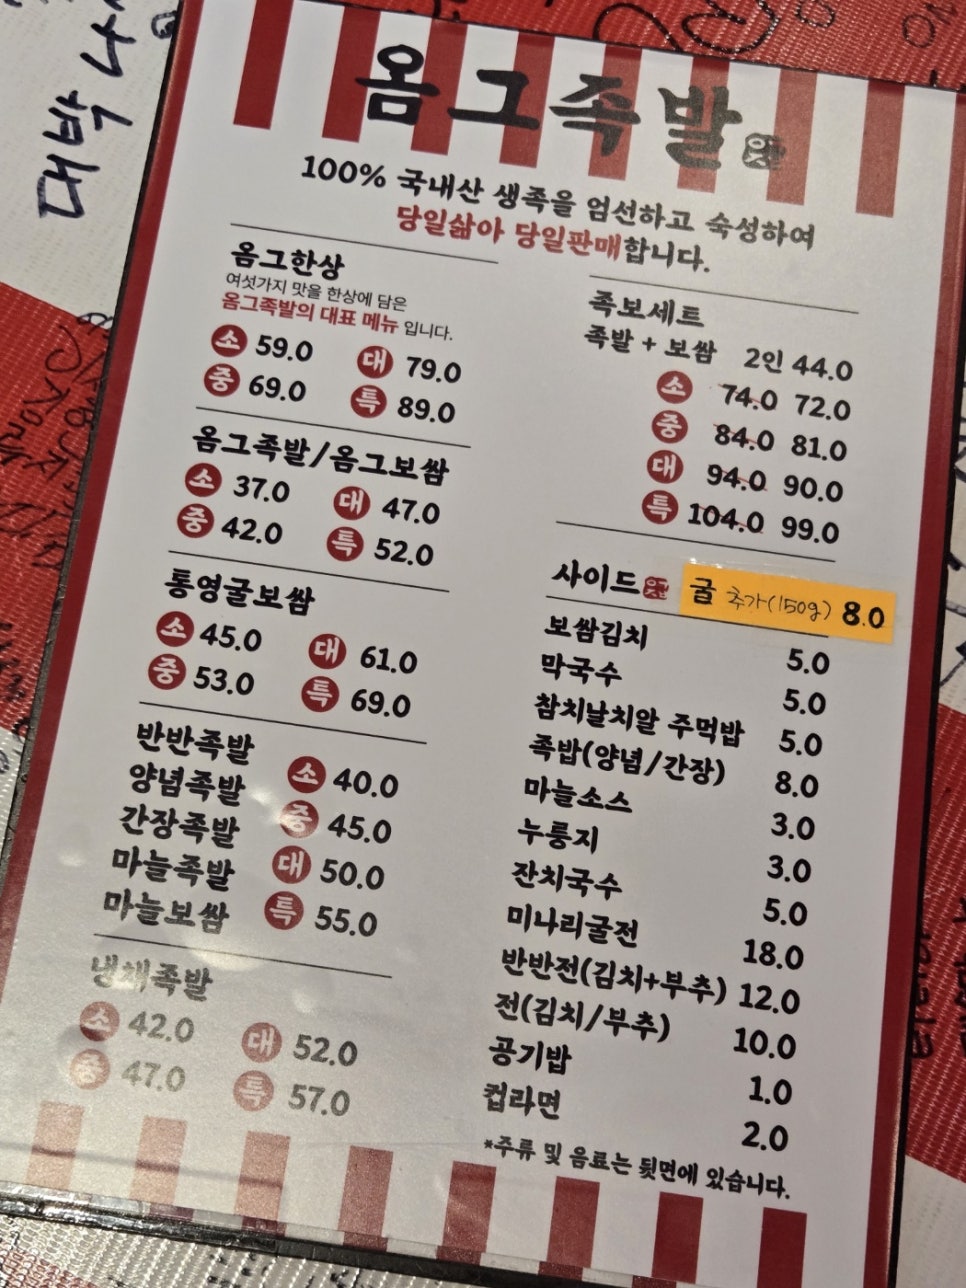 옴그족발
100% 국내산 생족을 엄선하고 숙성하여
당일삶아 당일판매합니다.
옴그한상
여섯가지 맛을 한상에 담은
옴그족발의 대표 메뉴 입니다.
소 59.0 대 79.0
중 69.0 특 89.0
옴그족발/옴그보쌈
소 37.0 대 47.0
중 42.0 특 52.0
통영굴보쌈
소 45.0 대 61.0
중 53.0 특 69.0
반반족발
양념족발
간장족발
마늘족발
마늘보쌈
소 40.0
중 45.0
대 50.0
특 55.0
냉채족발
소 42.0 대 52.0
중 47.0 특 57.0
족보세트
족발 + 보쌈 2인 44.0
소 74.0 72.0
중 84.0 81.0
대 94.0 90.0
특 104.0 99.0
사이드
굴 추가(150g) 8.0
보쌈김치 5.0
막국수 5.0
참치날치알 주먹밥 5.0
족밥(양념/간장) 8.0
마늘소스 3.0
누룽지 3.0
잔치국수 5.0
미나리굴전 18.0
반반전(김치+부추) 12.0
전(김치/부추) 10.0
공기밥 1.0
컵라면 2.0
*주류 및 음료는 뒷면에 있습니다.